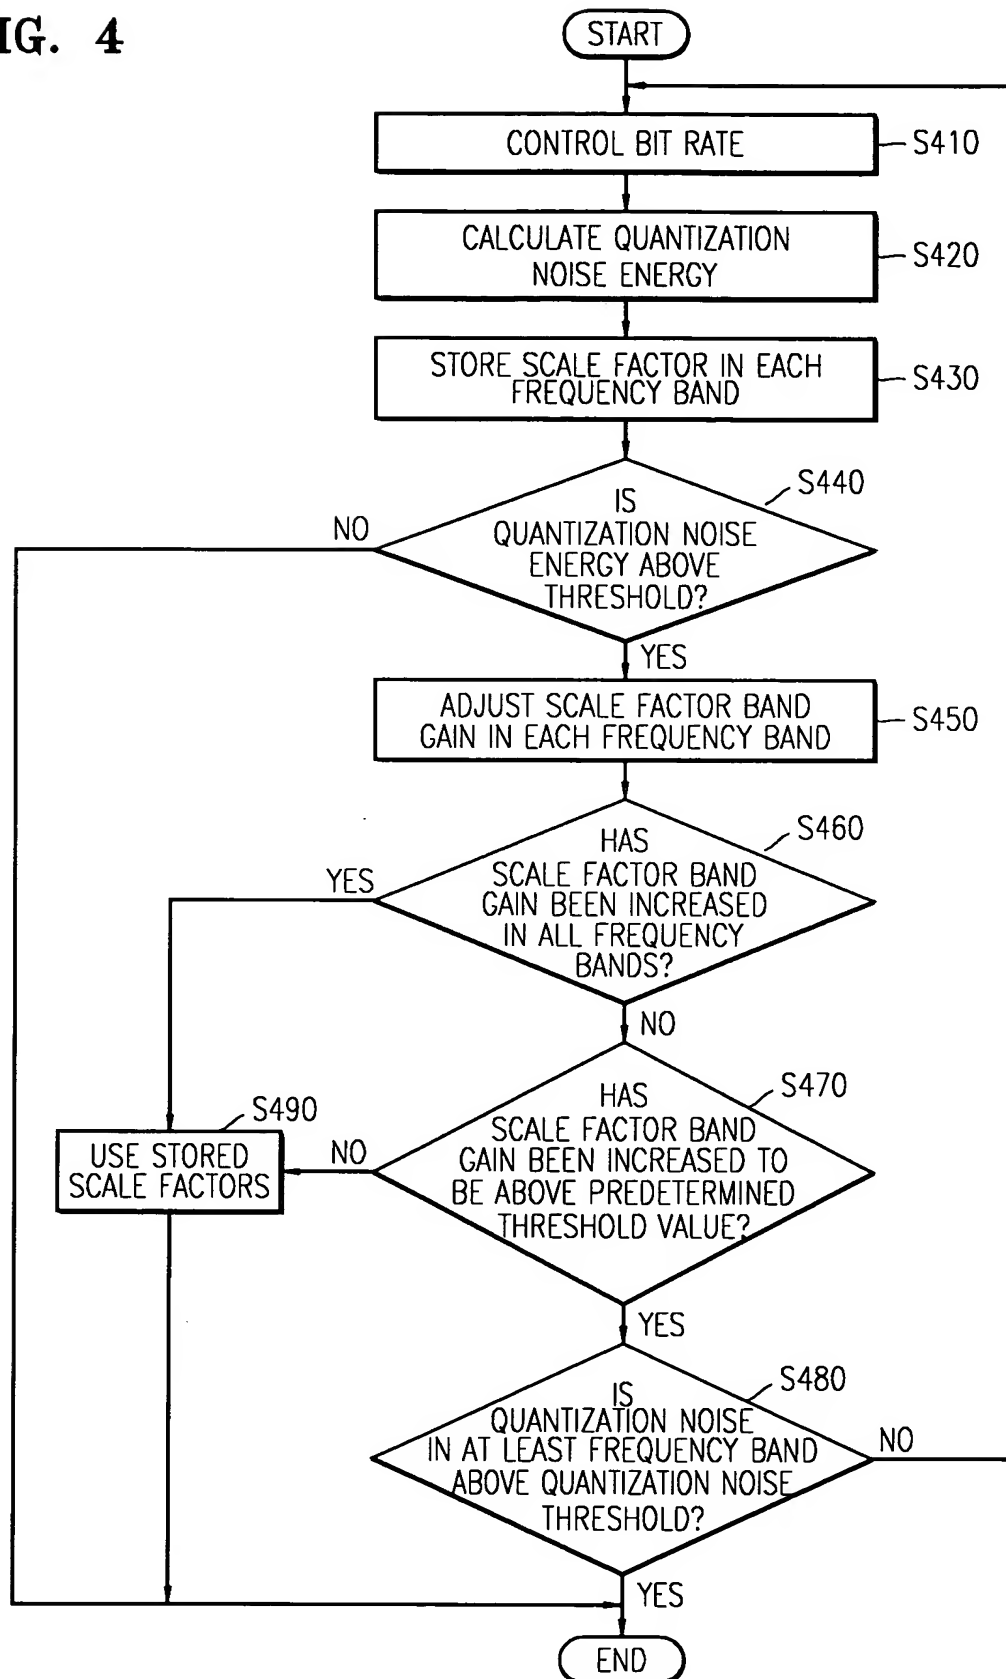 IG. 4
START
CONTROL BIT RATE
S410
CALCULATE QUANTIZATION
NOISE ENERGY
S420
STORE SCALE FACTOR IN EACH
FREQUENCY BAND
S430
S440
IS
QUANTIZATION NOISE
ENERGY ABOVE
THRESHOLD?
NO
YES
ADJUST SCALE FACTOR BAND
GAIN IN EACH FREQUENCY BAND
S450
S460
HAS
SCALE FACTOR BAND
GAIN BEEN INCREASED
IN ALL FREQUENCY
BANDS?
YES
NO
S470
HAS
SCALE FACTOR BAND
GAIN BEEN INCREASED TO
BE ABOVE PREDETERMINED
THRESHOLD VALUE?
NO
S490
USE STORED
SCALE FACTORS
YES
S480
IS
QUANTIZATION NOISE
IN AT LEAST FREQUENCY BAND
ABOVE QUANTIZATION NOISE
THRESHOLD?
NO
YES
END